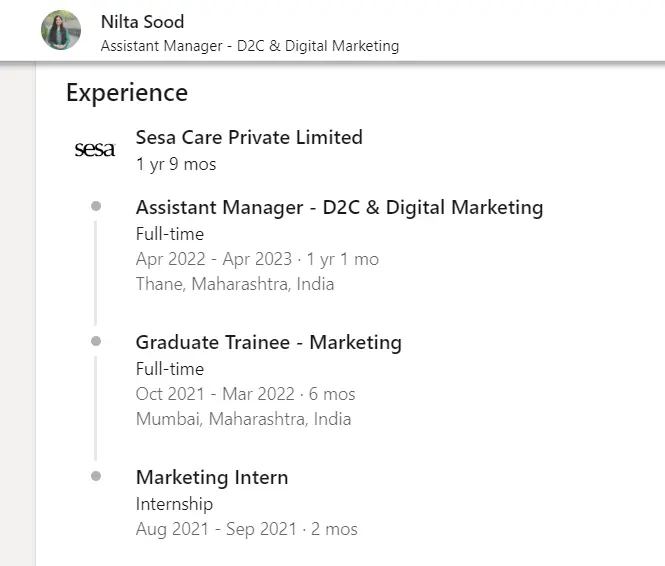 Nilta Sood
Assistant Manager - D2C & Digital Marketing
Experience
sesa
Sesa Care Private Limited
1 yr 9 mos
Assistant Manager - D2C & Digital Marketing
Full-time
Apr 2022 - Apr 2023 · 1 yr 1 mo
Thane, Maharashtra, India
Graduate Trainee - Marketing
Full-time
Oct 2021 - Mar 2022 · 6 mos
Mumbai, Maharashtra, India
Marketing Intern
Internship
Aug 2021 - Sep 2021 · 2 mos